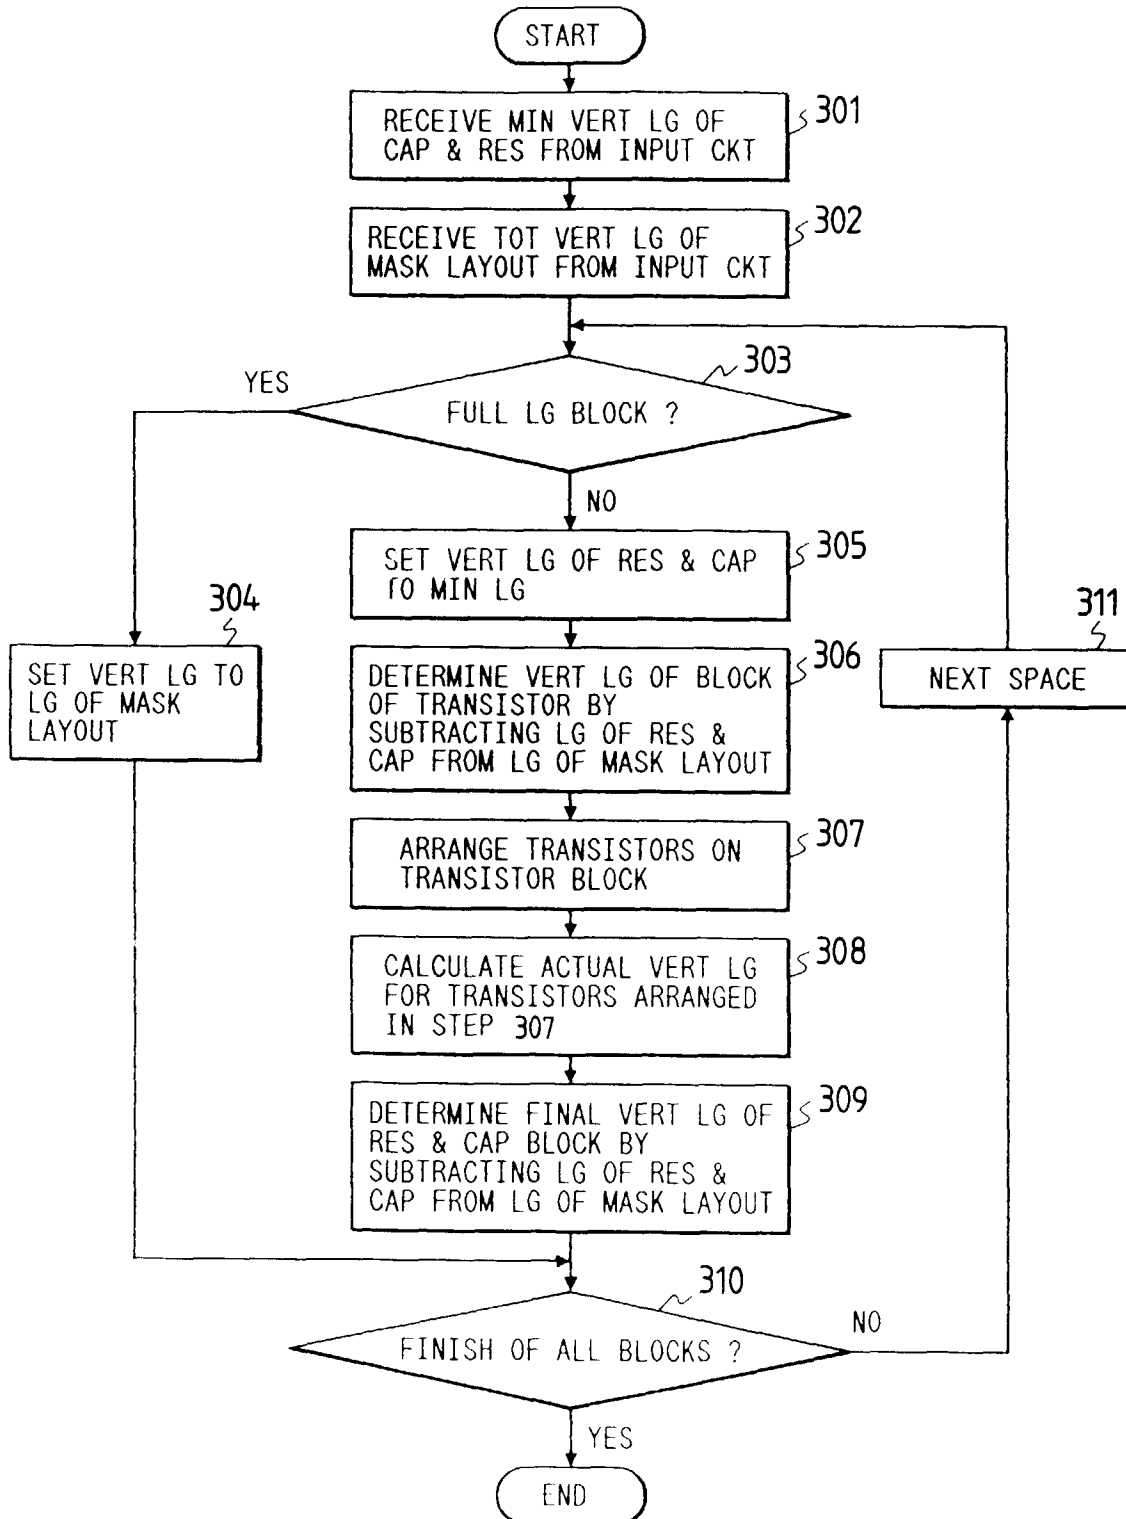 START
RECEIVE MIN VERT LG OF
CAP & RES FROM INPUT CKT
301
RECEIVE TOT VERT LG OF
MASK LAYOUT FROM INPUT CKT
302
FULL LG BLOCK ?
303
YES
NO
SET VERT LG TO
LG OF MASK
LAYOUT
304
SET VERT LG OF RES & CAP
TO MIN LG
305
DETERMINE VERT LG OF BLOCK
OF TRANSISTOR BY
SUBTRACTING LG OF RES &
CAP FROM LG OF MASK LAYOUT
306
NEXT SPACE
311
ARRANGE TRANSISTORS ON
TRANSISTOR BLOCK
307
CALCULATE ACTUAL VERT LG
FOR TRANSISTORS ARRANGED
IN STEP 307
308
DETERMINE FINAL VERT LG OF
RES & CAP BLOCK BY
SUBTRACTING LG OF RES &
CAP FROM LG OF MASK LAYOUT
309
FINISH OF ALL BLOCKS ?
310
NO
YES
END